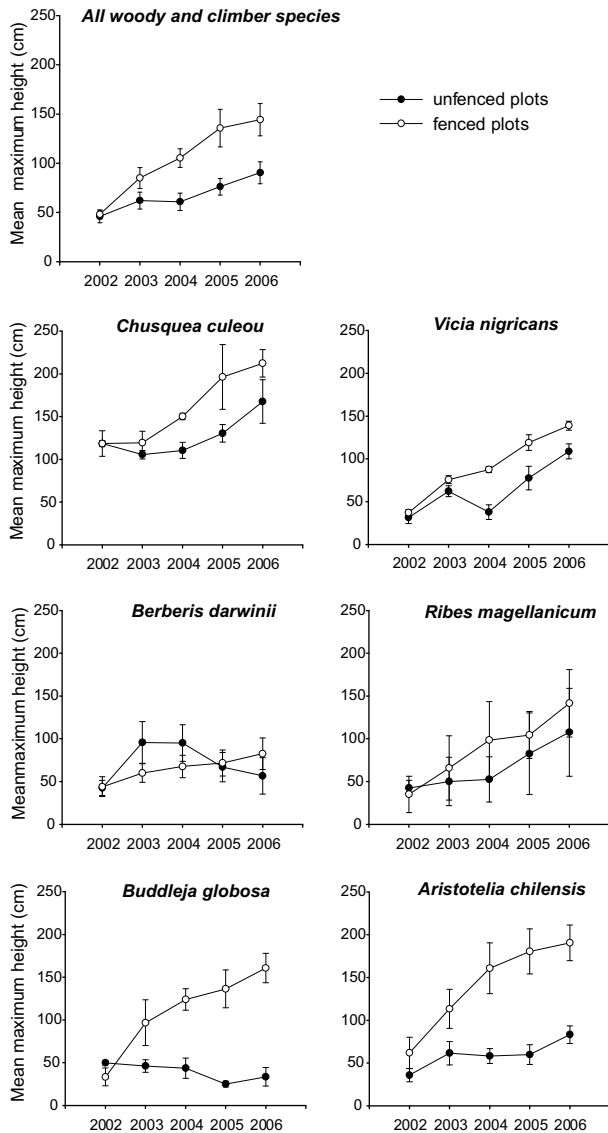 All woody and climber species
Mean maximum height (cm)
250
200
150
100
50
0
2002 2003 2004 2005 2006
unfenced plots
fenced plots
Chusquea culeou
Mean maximum height (cm)
250
200
150
100
50
0
2002 2003 2004 2005 2006
Vicia nigricans
250
200
150
100
50
0
2002 2003 2004 2005 2006
Berberis darwinii
Meanmaximum height (cm)
250
200
150
100
50
0
2002 2003 2004 2005 2006
Ribes magellanicum
250
200
150
100
50
0
2002 2003 2004 2005 2006
Buddleja globosa
Mean maximum height (cm)
250
200
150
100
50
0
2002 2003 2004 2005 2006
Aristotelia chilensis
250
200
150
100
50
0
2002 2003 2004 2005 2006